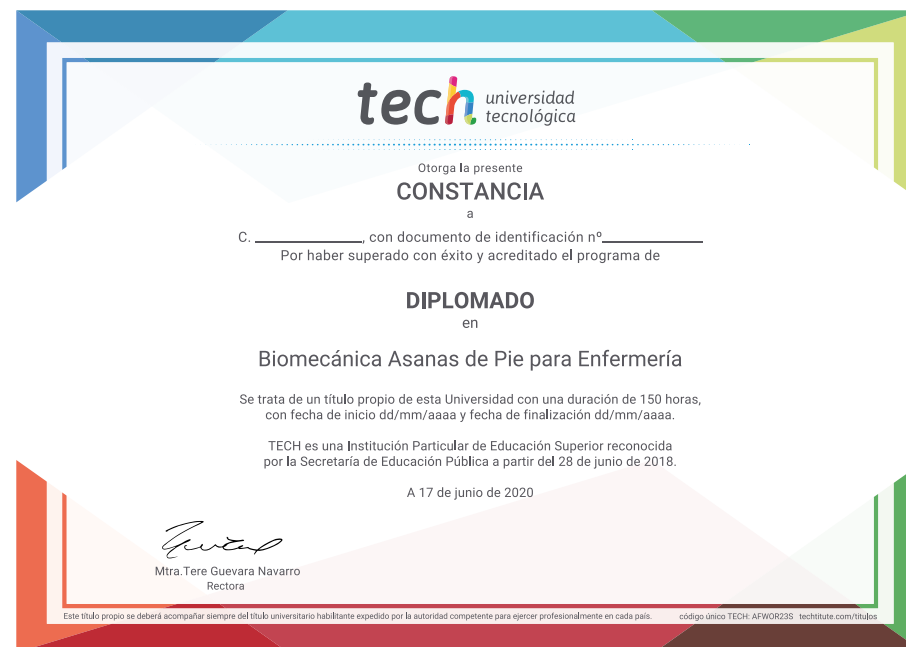 tech universidad
tecnológica
Otorga la presente
CONSTANCIA
a
C. ____________, con documento de identificación nº____________
Por haber superado con éxito y acreditado el programa de
DIPLOMADO
en
Biomecánica Asanas de Pie para Enfermería
Se trata de un título propio de esta Universidad con una duración de 150 horas,
con fecha de inicio dd/mm/aaaa y fecha de finalización dd/mm/aaaa.
TECH es una Institución Particular de Educación Superior reconocida
por la Secretaría de Educación Pública a partir del 28 de junio de 2018.
A 17 de junio de 2020
Mtra.Tere Guevara Navarro
Rectora
Este título propio se deberá acompañar siempre del título universitario habilitante expedido por la autoridad competente para ejercer profesionalmente en cada país. código único TECH: AFWOR23S techtitute.com/titulos